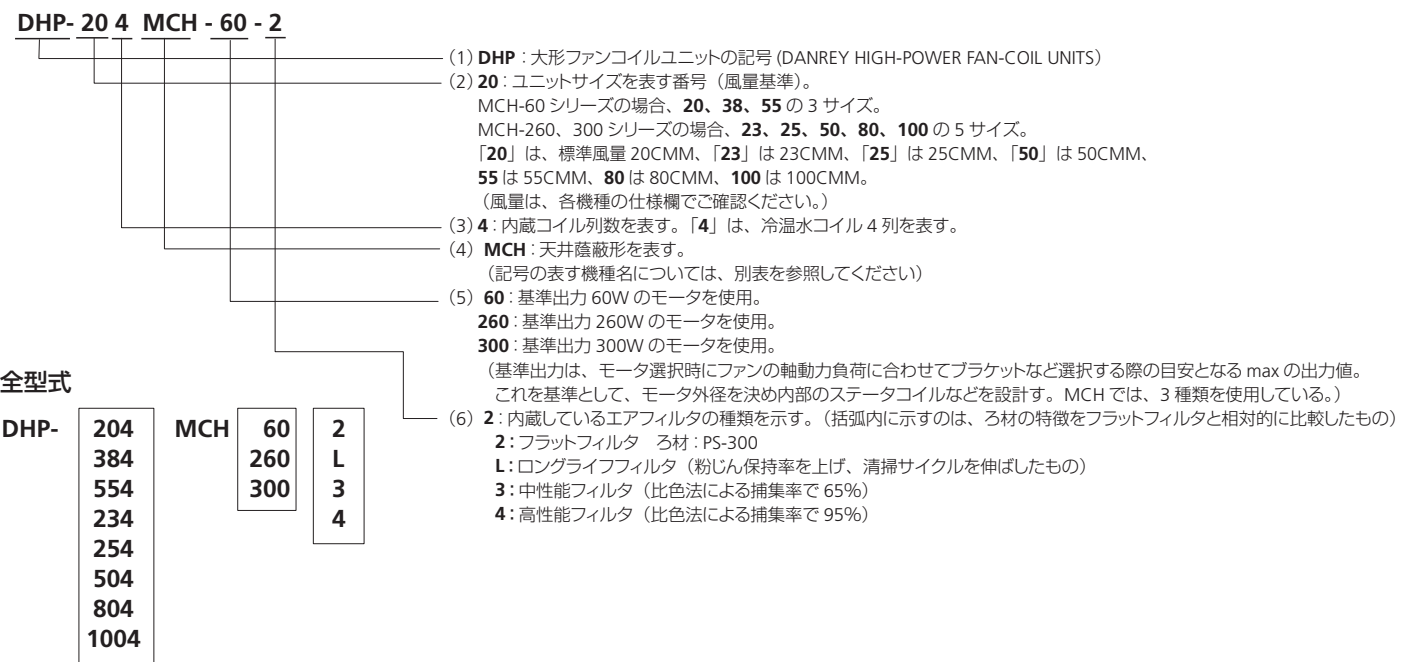 DHP- 20 4 MCH - 60 - 2
(1) DHP：大形ファンコイルユニットの記号 (DANREY HIGH-POWER FAN-COIL UNITS)
(2) 20：ユニットサイズを表す番号（風量基準）。
MCH-60 シリーズの場合、20、38、55 の 3 サイズ。
MCH-260、300 シリーズの場合、23、25、50、80、100 の 5 サイズ。
「20」は、標準風量 20CMM、「23」は 23CMM、「25」は 25CMM、「50」は 50CMM、
55 は 55CMM、80 は 80CMM、100 は 100CMM。
（風量は、各機種の仕様欄でご確認ください。）
(3) 4：内蔵コイル列数を表す。「4」は、冷温水コイル 4 列を表す。
(4) MCH：天井蔭蔽形を表す。
（記号の表す機種名については、別表を参照してください）
(5) 60：基準出力 60W のモータを使用。
260：基準出力 260W のモータを使用。
300：基準出力 300W のモータを使用。
（基準出力は、モータ選択時にファンの軸動力負荷に合わせてブラケットなど選択する際の目安となる max の出力値。
これを基準として、モータ外径を決め内部のステータコイルなどを設計す。MCH では、3 種類を使用している。）
(6) 2：内蔵しているエアフィルタの種類を示す。（括弧内に示すのは、ろ材の特徴をフラットフィルタと相対的に比較したもの）
2：フラットフィルタ　ろ材：PS-300
L：ロングライフフィルタ（粉じん保持率を上げ、清掃サイクルを伸ばしたもの）
3：中性能フィルタ（比色法による捕集率で 65％）
4：高性能フィルタ（比色法による捕集率で 95％）
全型式
DHP- 204 MCH 60 2
384 260 L
554 300 3
234 4
254
504
804
1004